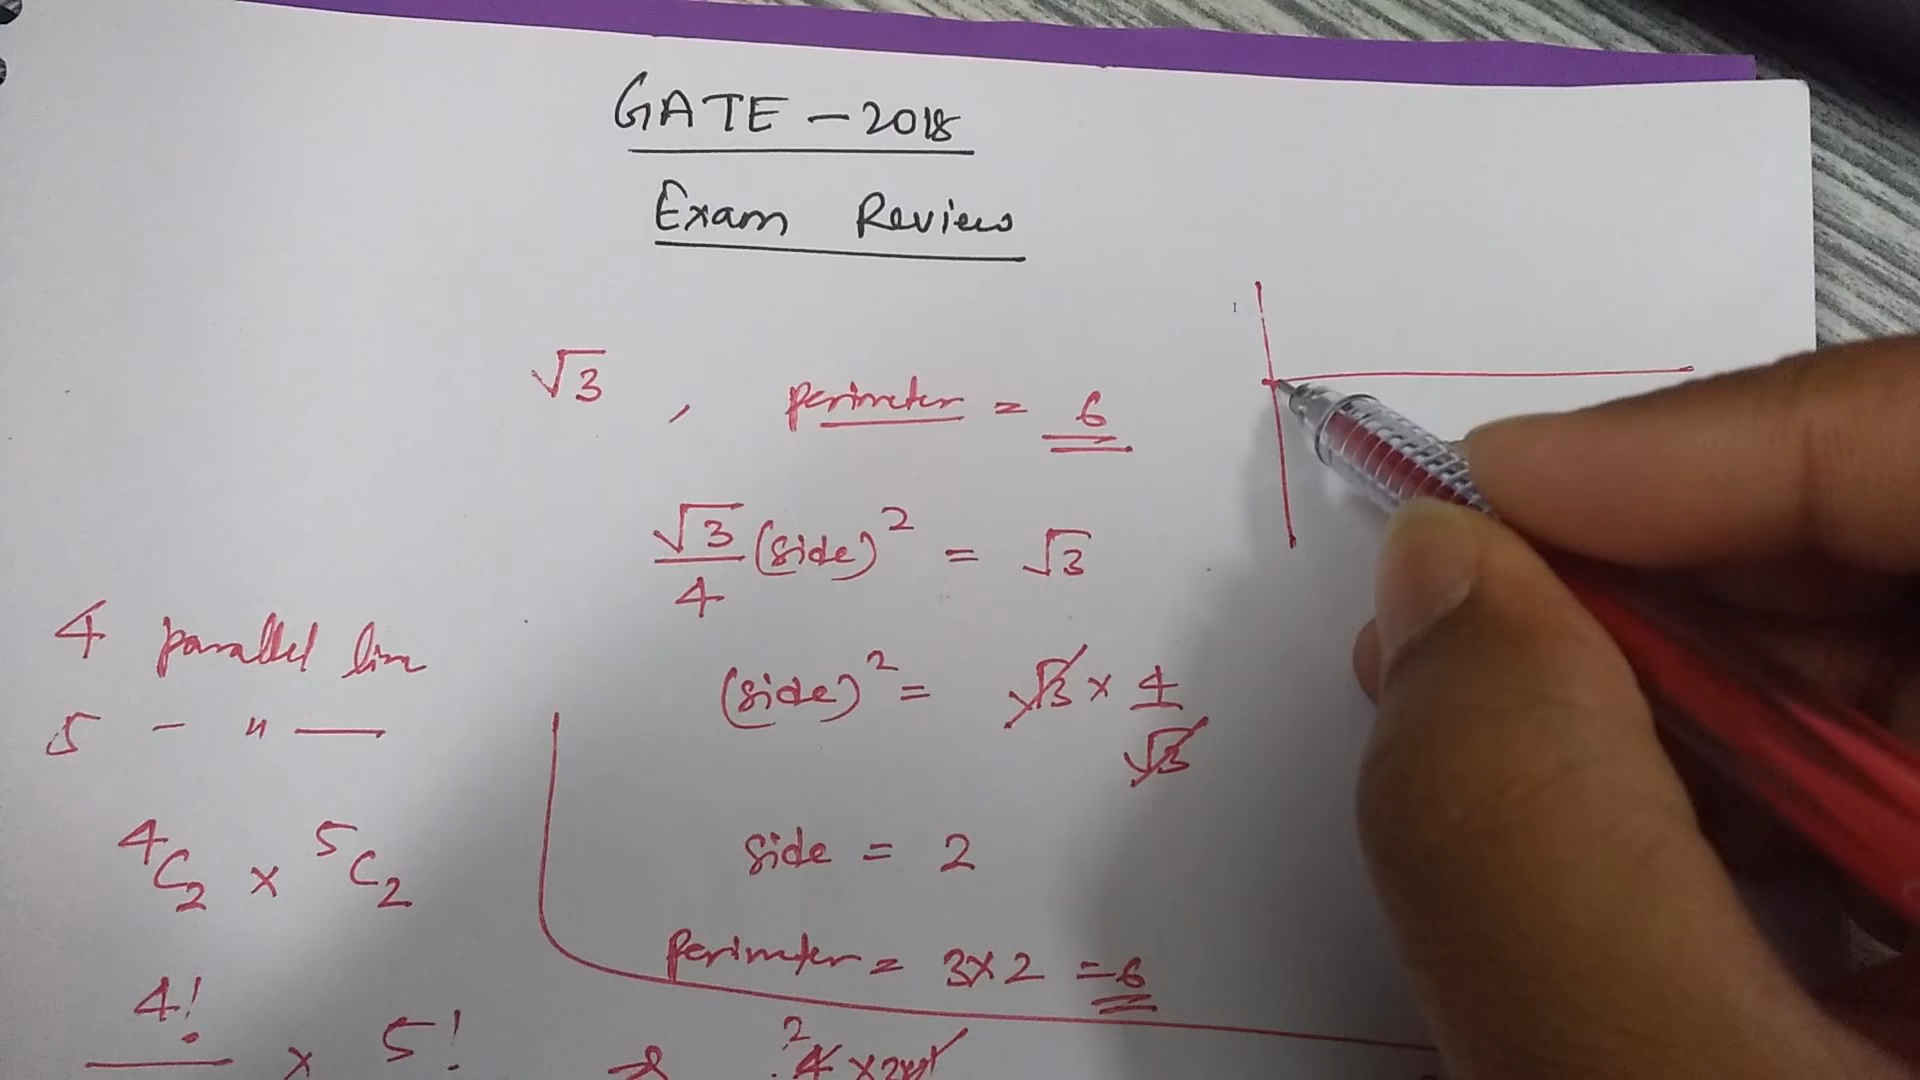 GATE - 2018
Exam Review
√3 , perimeter = 6
√3/4 (side)² = √3
(side)² = √3 × 4/√3
side = 2
perimeter = 3×2 = 6
4 parallel line
5 - " —
⁴C₂ × ⁵C₂
4! × 5!